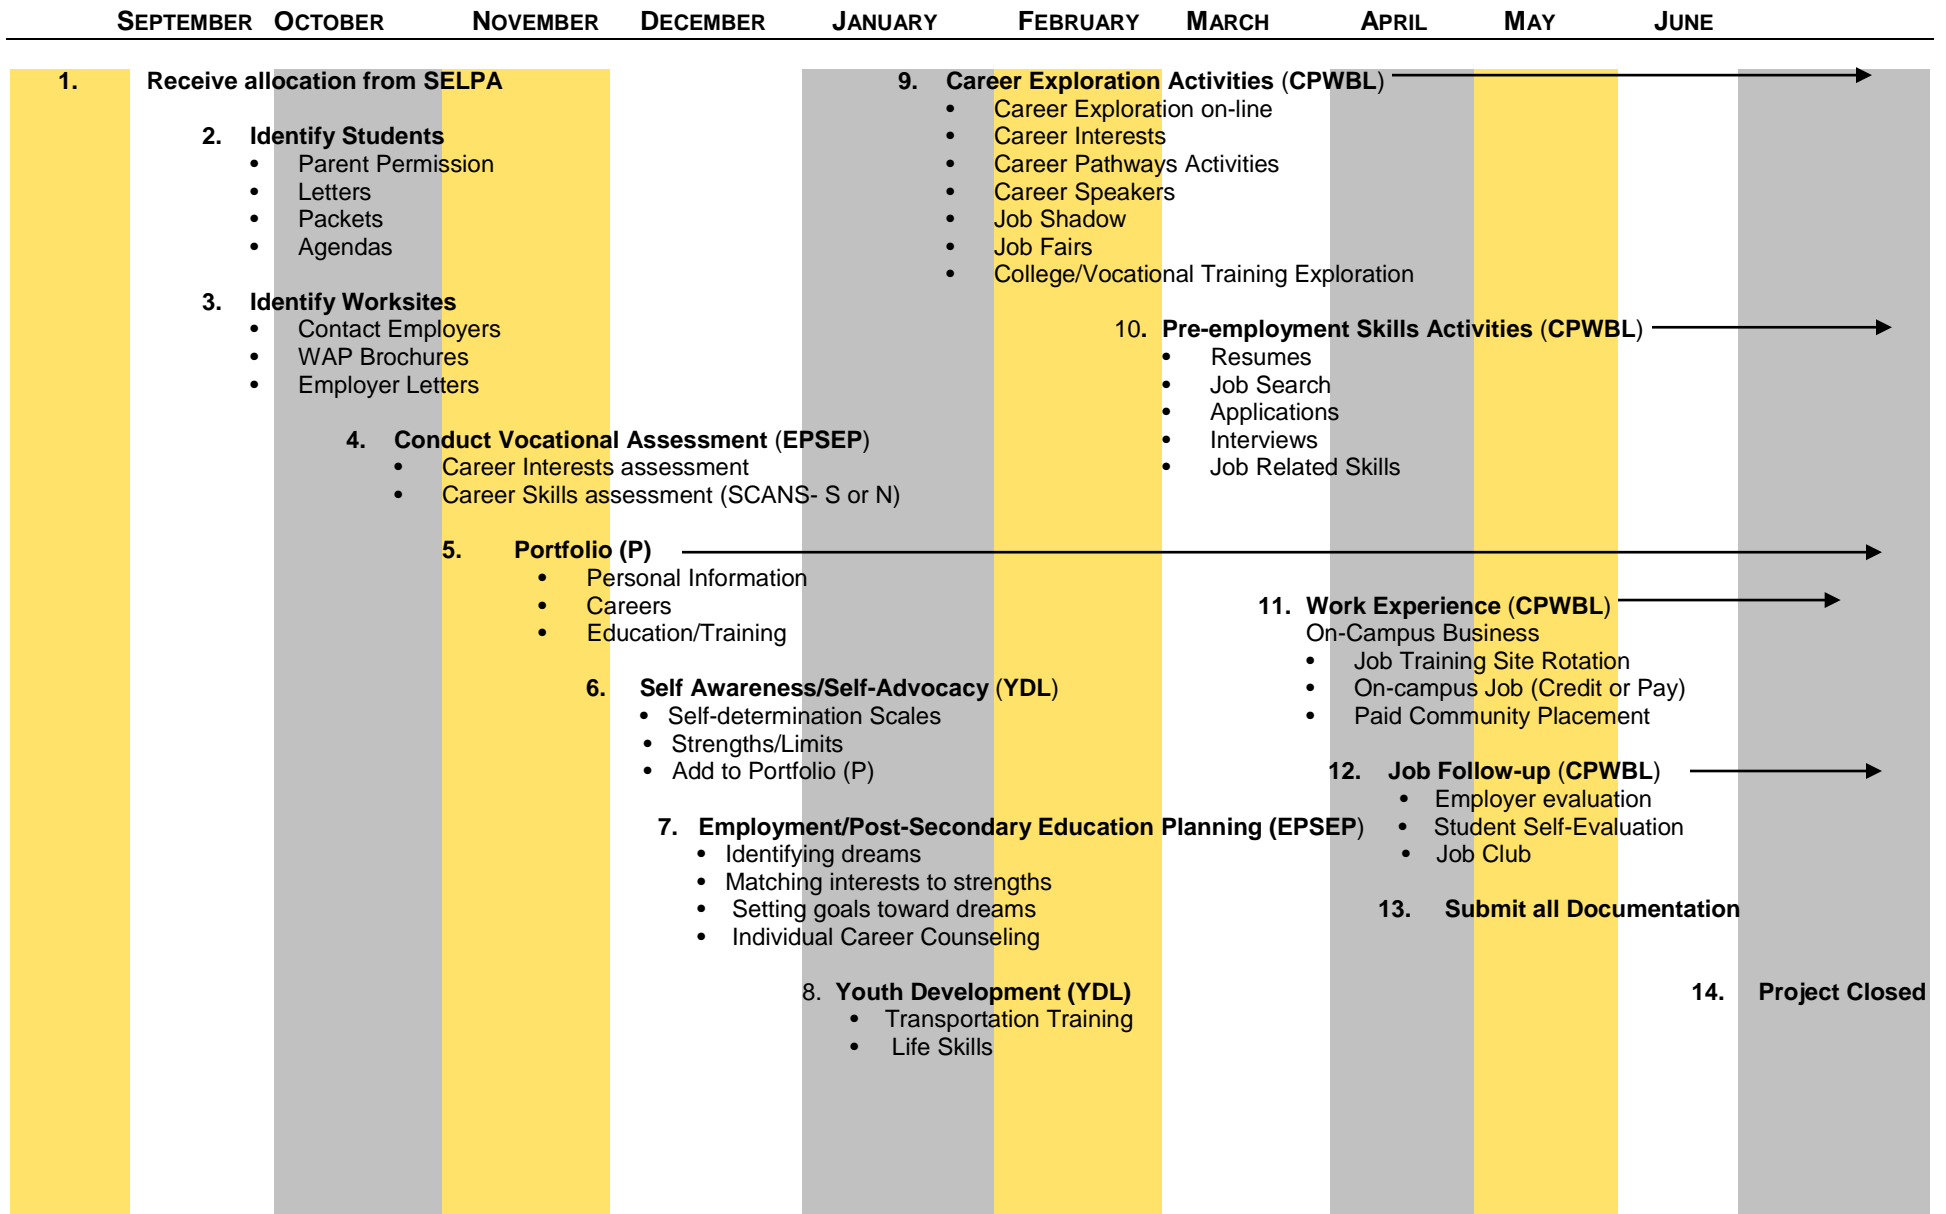 SEPTEMBER OCTOBER NOVEMBER DECEMBER JANUARY FEBRUARY MARCH APRIL MAY JUNE
1. Receive allocation from SELPA
2. Identify Students
• Parent Permission
• Letters
• Packets
• Agendas
3. Identify Worksites
• Contact Employers
• WAP Brochures
• Employer Letters
4. Conduct Vocational Assessment (EPSEP)
• Career Interests assessment
• Career Skills assessment (SCANS- S or N)
5. Portfolio (P)
• Personal Information
• Careers
• Education/Training
6. Self Awareness/Self-Advocacy (YDL)
• Self-determination Scales
• Strengths/Limits
• Add to Portfolio (P)
7. Employment/Post-Secondary Education Planning (EPSEP)
• Identifying dreams
• Matching interests to strengths
• Setting goals toward dreams
• Individual Career Counseling
8. Youth Development (YDL)
• Transportation Training
• Life Skills
9. Career Exploration Activities (CPWBL)
• Career Exploration on-line
• Career Interests
• Career Pathways Activities
• Career Speakers
• Job Shadow
• Job Fairs
• College/Vocational Training Exploration
10. Pre-employment Skills Activities (CPWBL)
• Resumes
• Job Search
• Applications
• Interviews
• Job Related Skills
11. Work Experience (CPWBL)
On-Campus Business
• Job Training Site Rotation
• On-campus Job (Credit or Pay)
• Paid Community Placement
12. Job Follow-up (CPWBL)
• Employer evaluation
• Student Self-Evaluation
• Job Club
13. Submit all Documentation
14. Project Closed